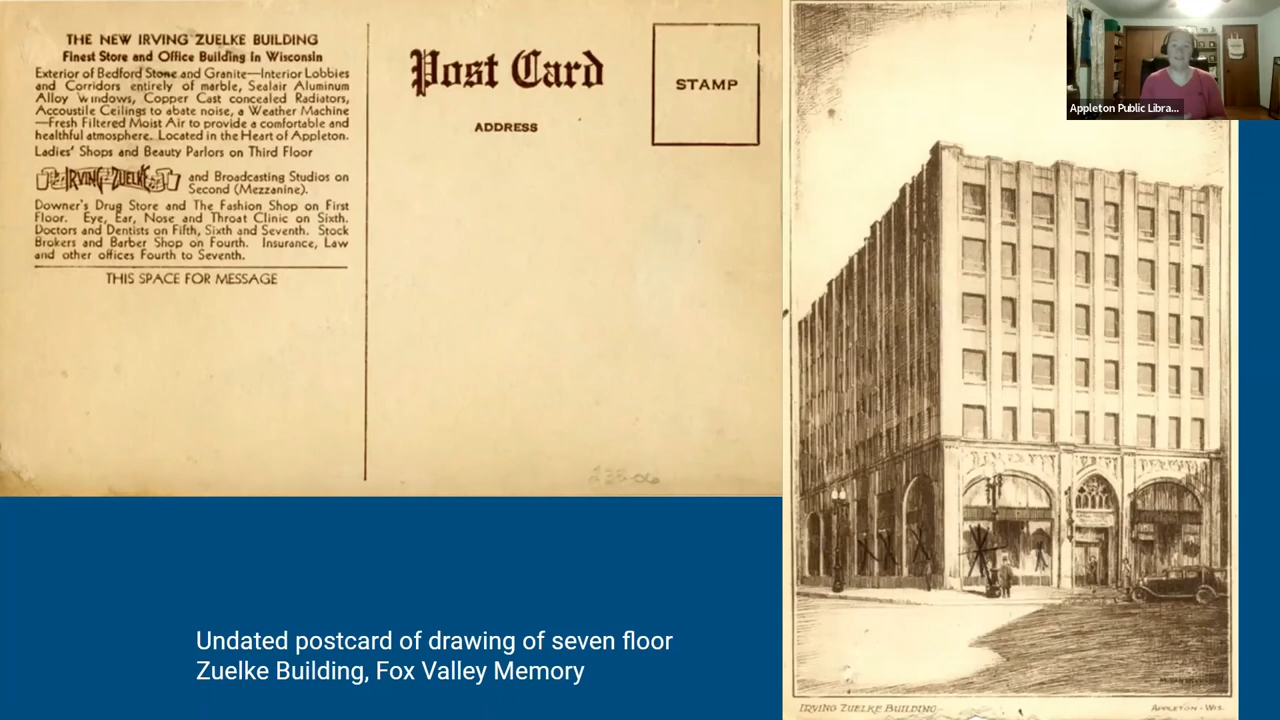 THE NEW IRVING ZUELKE BUILDING
Finest Store and Office Building in Wisconsin
Exterior of Bedford Stone and Granite—Interior Lobbies
and Corridors entirely of marble, Sealair Aluminum
Alloy Windows, Copper Cast concealed Radiators,
Accoustile Ceilings to abate noise, a Weather Machine
—Fresh Filtered Moist Air to provide a comfortable and
healthful atmosphere. Located in the Heart of Appleton.
Ladies' Shops and Beauty Parlors on Third Floor
IRVING ZUELKE and Broadcasting Studios on
Second (Mezzanine).
Downer's Drug Store and The Fashion Shop on First
Floor. Eye, Ear, Nose and Throat Clinic on Sixth.
Doctors and Dentists on Fifth, Sixth and Seventh. Stock
Brokers and Barber Shop on Fourth. Insurance, Law
and other offices Fourth to Seventh.
THIS SPACE FOR MESSAGE
Post Card
ADDRESS
STAMP
Appleton Public Libra...
IRVING ZUELKE BUILDING
APPLETON - WIS.
Undated postcard of drawing of seven floor
Zuelke Building, Fox Valley Memory